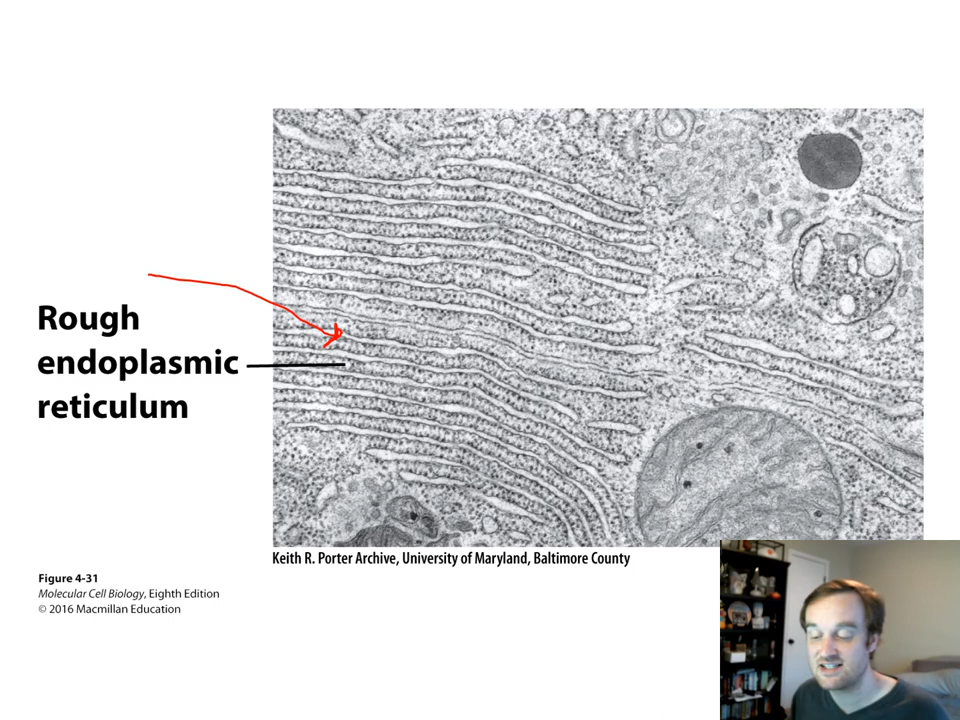 Rough
endoplasmic
reticulum
Keith R. Porter Archive, University of Maryland, Baltimore County
Figure 4-31
Molecular Cell Biology, Eighth Edition
© 2016 Macmillan Education